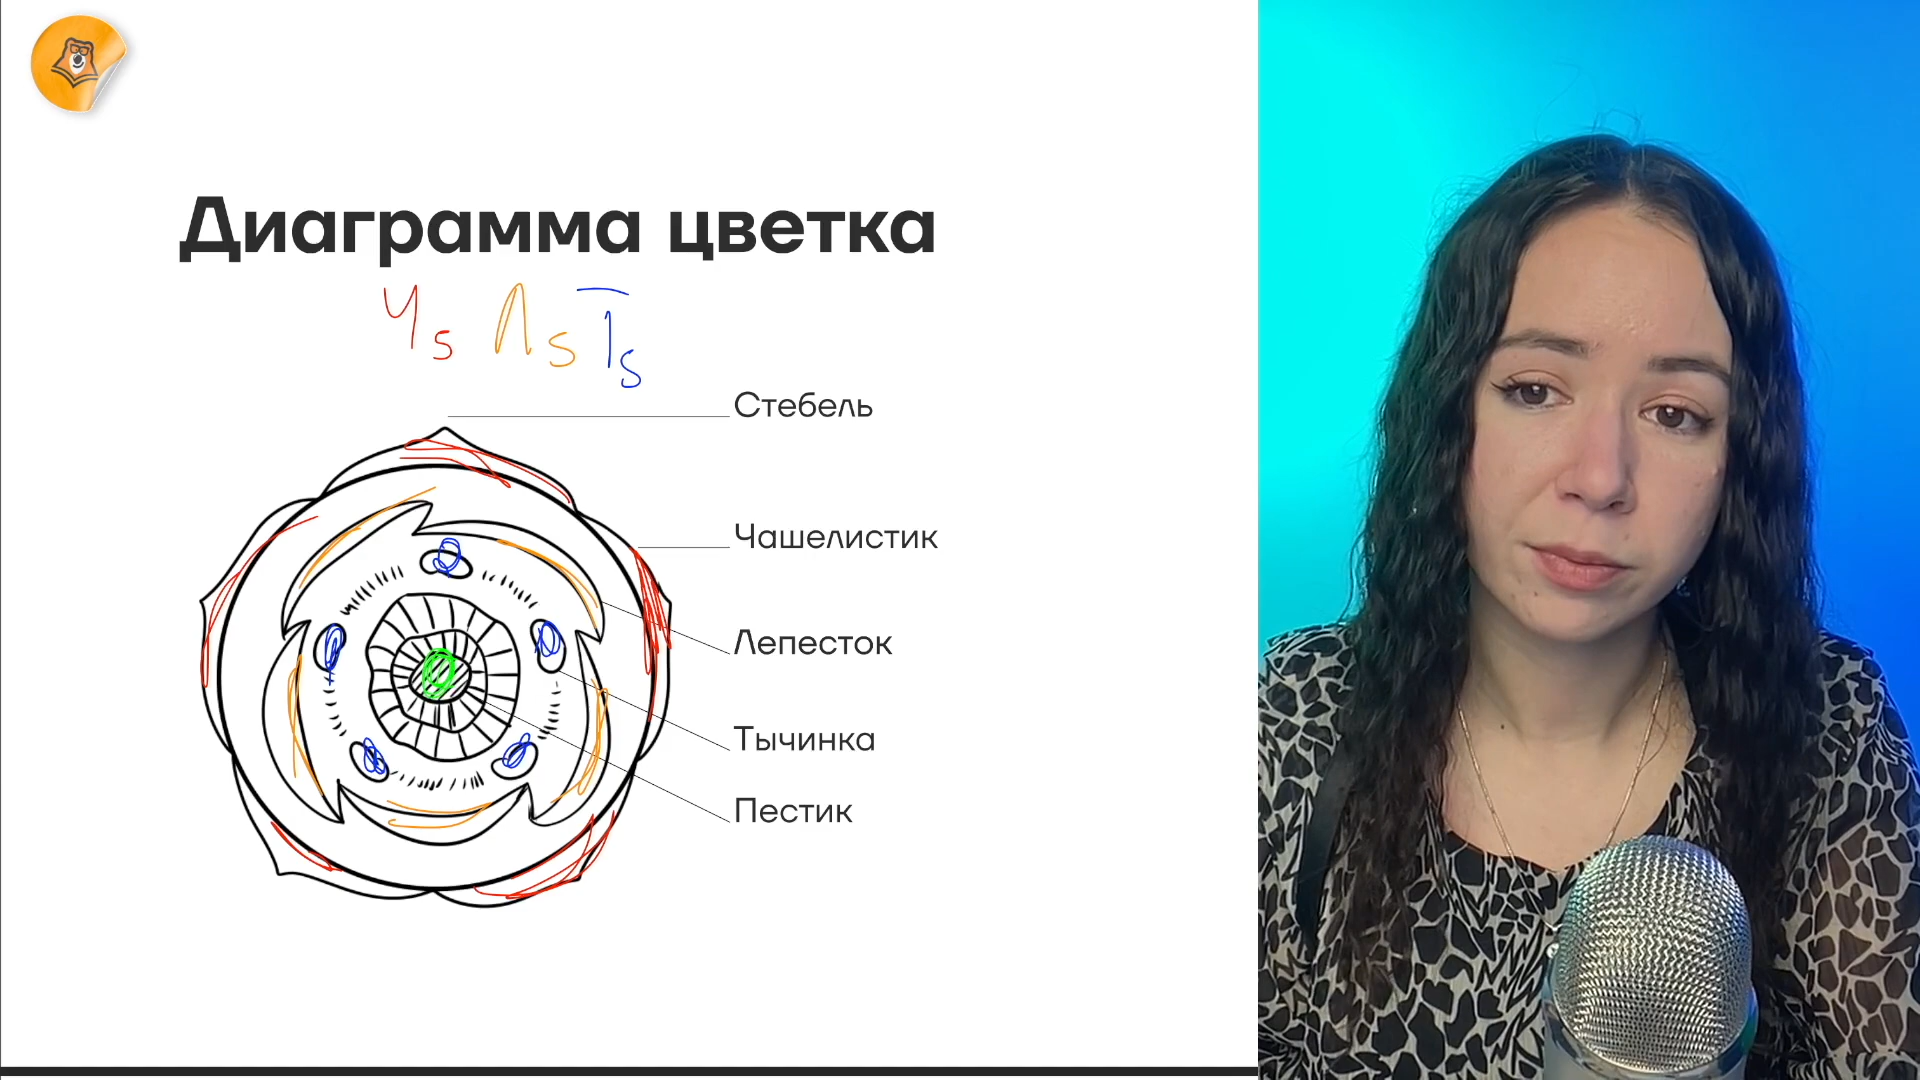 Диаграмма цветка
Ч5 Л5 Т5
Стебель
Чашелистик
Лепесток
Тычинка
Пестик